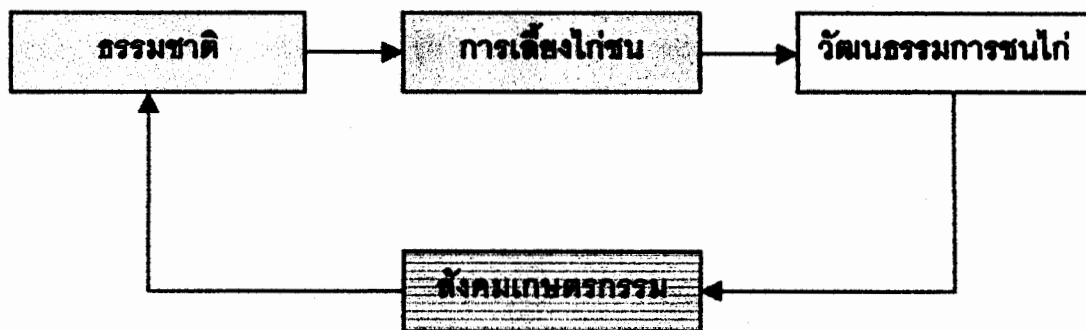 ธรรมชาติ
การเลี้ยงไก่ชน
วัฒนธรรมการชนไก่
สังคมเกษตรกรรม